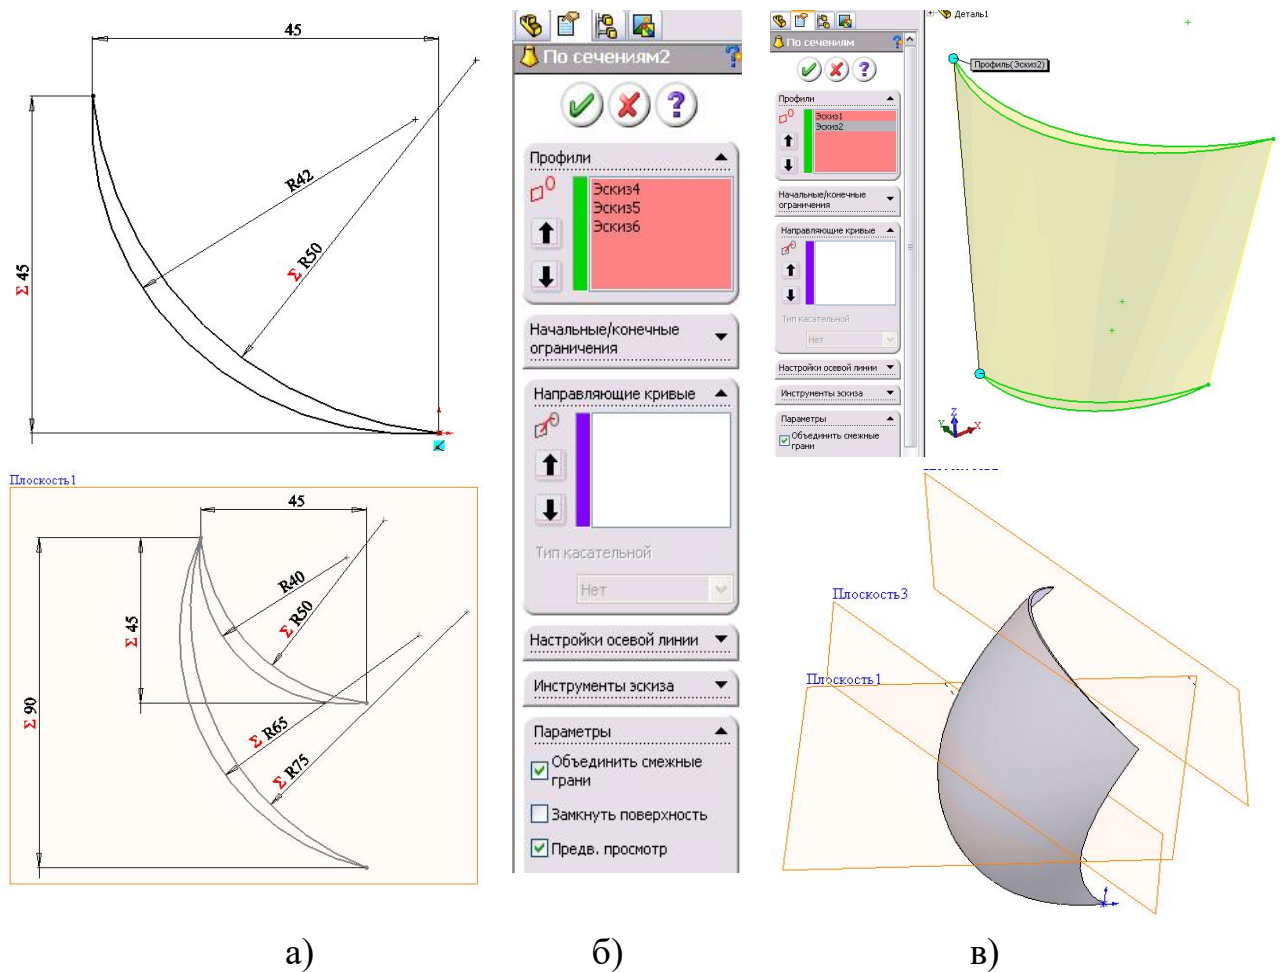 45
R42
Σ R50
Σ 45
Плоскость1
45
R40
Σ R50
Σ 45
Σ R65
Σ R75
Σ 90
По сечениям2
?
?
Профили
Эскиз4
Эскиз5
Эскиз6
Начальные/конечные
ограничения
Направляющие кривые
Тип касательной
Нет
Настройки осевой линии
Инструменты эскиза
Параметры
Объединить смежные
грани
Замкнуть поверхность
Предв. просмотр
По сечениям
?
?
Профили
Эскиз1
Эскиз2
Начальные/конечные
ограничения
Направляющие кривые
Тип касательной
Нет
Настройки осевой линии
Инструменты эскиза
Параметры
Объединить смежные
грани
Деталь1
Профиль(Эскиз2)
Z
Y
X
Плоскость3
Плоскость1
а)
б)
в)